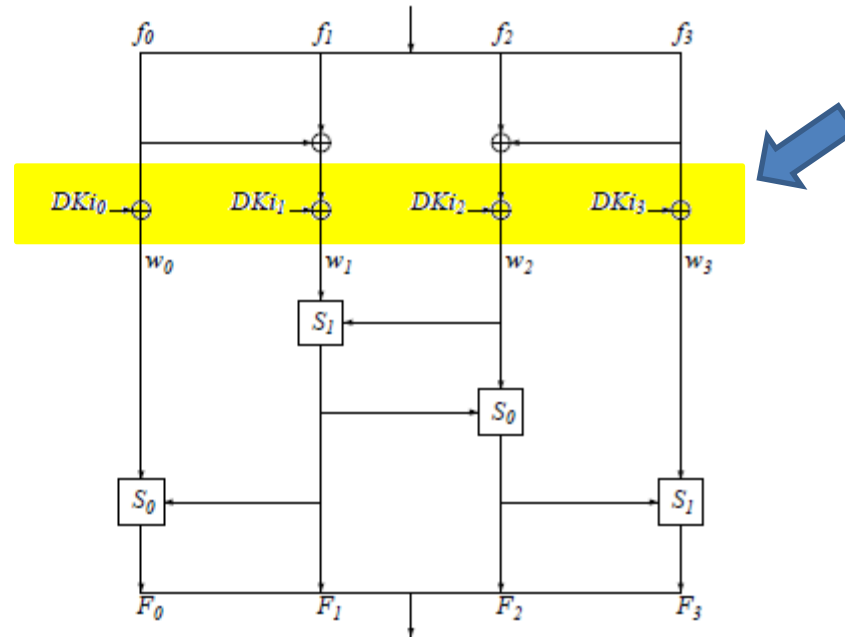 f0 f1 f2 f3
DKi0 DKi1 DKi2 DKi3
w0 w1 w2 w3
S1
S0
S0 S1
F0 F1 F2 F3